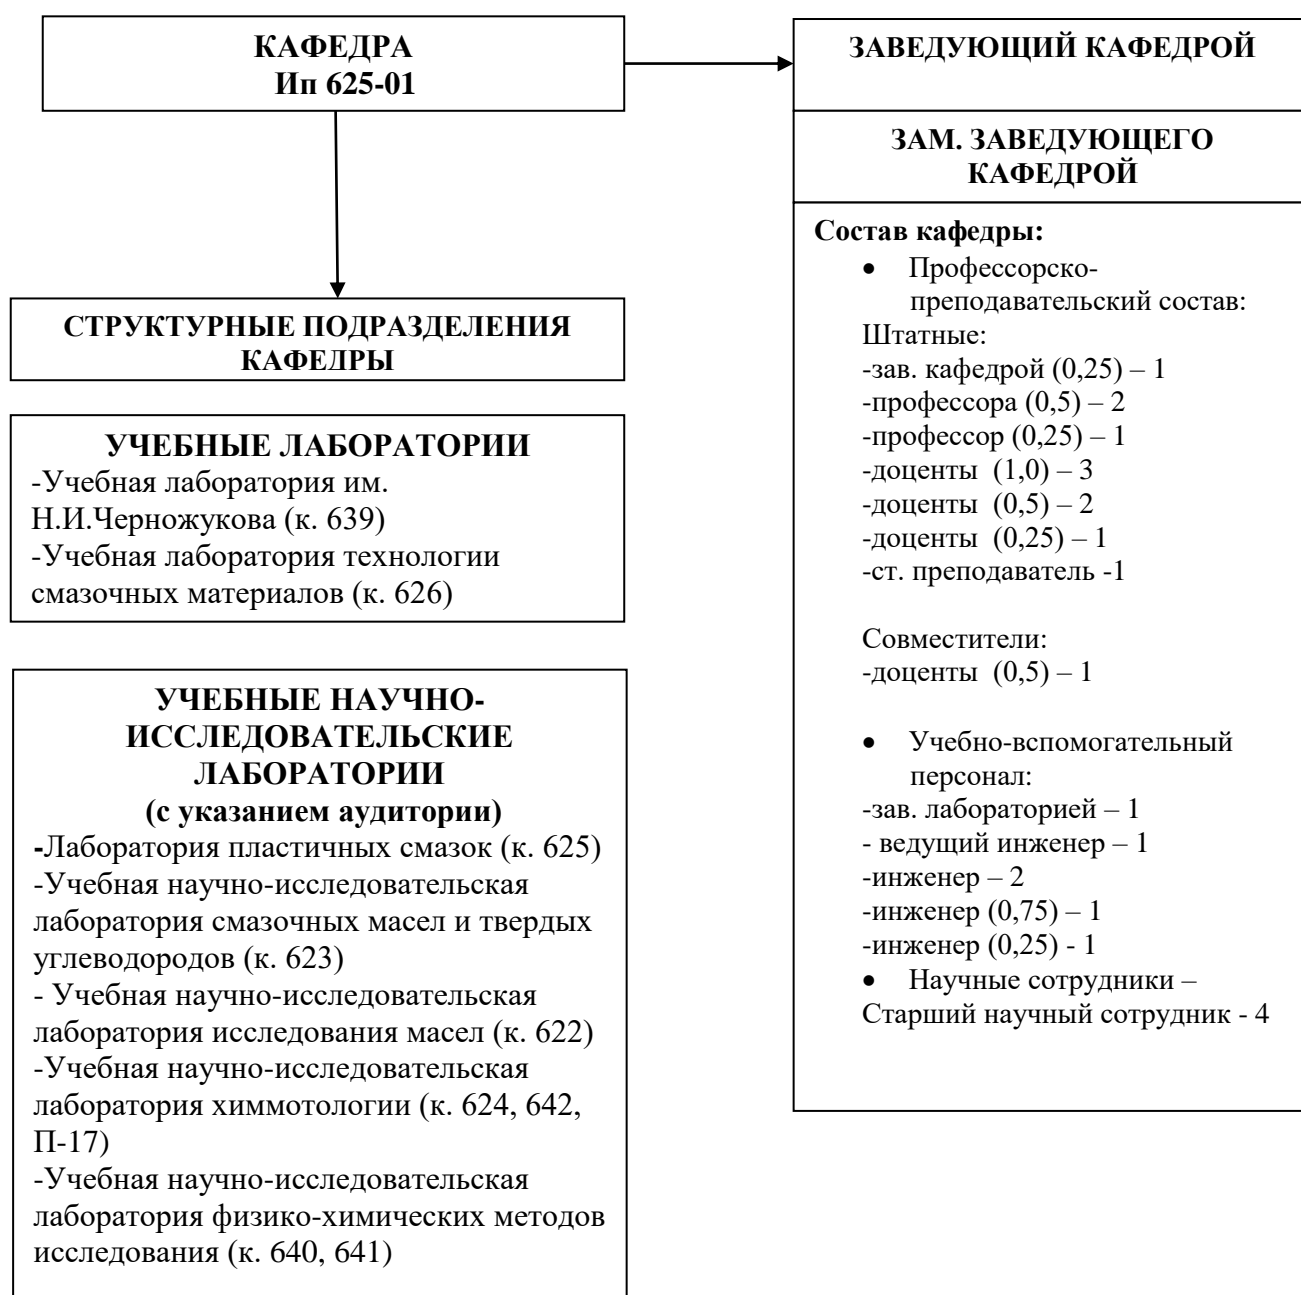 КАФЕДРА
Ип 625-01
СТРУКТУРНЫЕ ПОДРАЗДЕЛЕНИЯ
КАФЕДРЫ
УЧЕБНЫЕ ЛАБОРАТОРИИ
-Учебная лаборатория им.
Н.И.Черножукова (к. 639)
-Учебная лаборатория технологии
смазочных материалов (к. 626)
УЧЕБНЫЕ НАУЧНО-
ИССЛЕДОВАТЕЛЬСКИЕ
ЛАБОРАТОРИИ
(с указанием аудитории)
-Лаборатория пластичных смазок (к. 625)
-Учебная научно-исследовательская
лаборатория смазочных масел и твердых
углеводородов (к. 623)
- Учебная научно-исследовательская
лаборатория исследования масел (к. 622)
-Учебная научно-исследовательская
лаборатория химмотологии (к. 624, 642,
П-17)
-Учебная научно-исследовательская
лаборатория физико-химических методов
исследования (к. 640, 641)
ЗАВЕДУЮЩИЙ КАФЕДРОЙ
ЗАМ. ЗАВЕДУЮЩЕГО
КАФЕДРОЙ
Состав кафедры:
• Профессорско-
преподавательский состав:
Штатные:
-зав. кафедрой (0,25) – 1
-профессора (0,5) – 2
-профессор (0,25) – 1
-доценты (1,0) – 3
-доценты (0,5) – 2
-доценты (0,25) – 1
-ст. преподаватель -1
Совместители:
-доценты (0,5) – 1
• Учебно-вспомогательный
персонал:
-зав. лабораторией – 1
- ведущий инженер – 1
-инженер – 2
-инженер (0,75) – 1
-инженер (0,25) - 1
• Научные сотрудники –
Старший научный сотрудник - 4